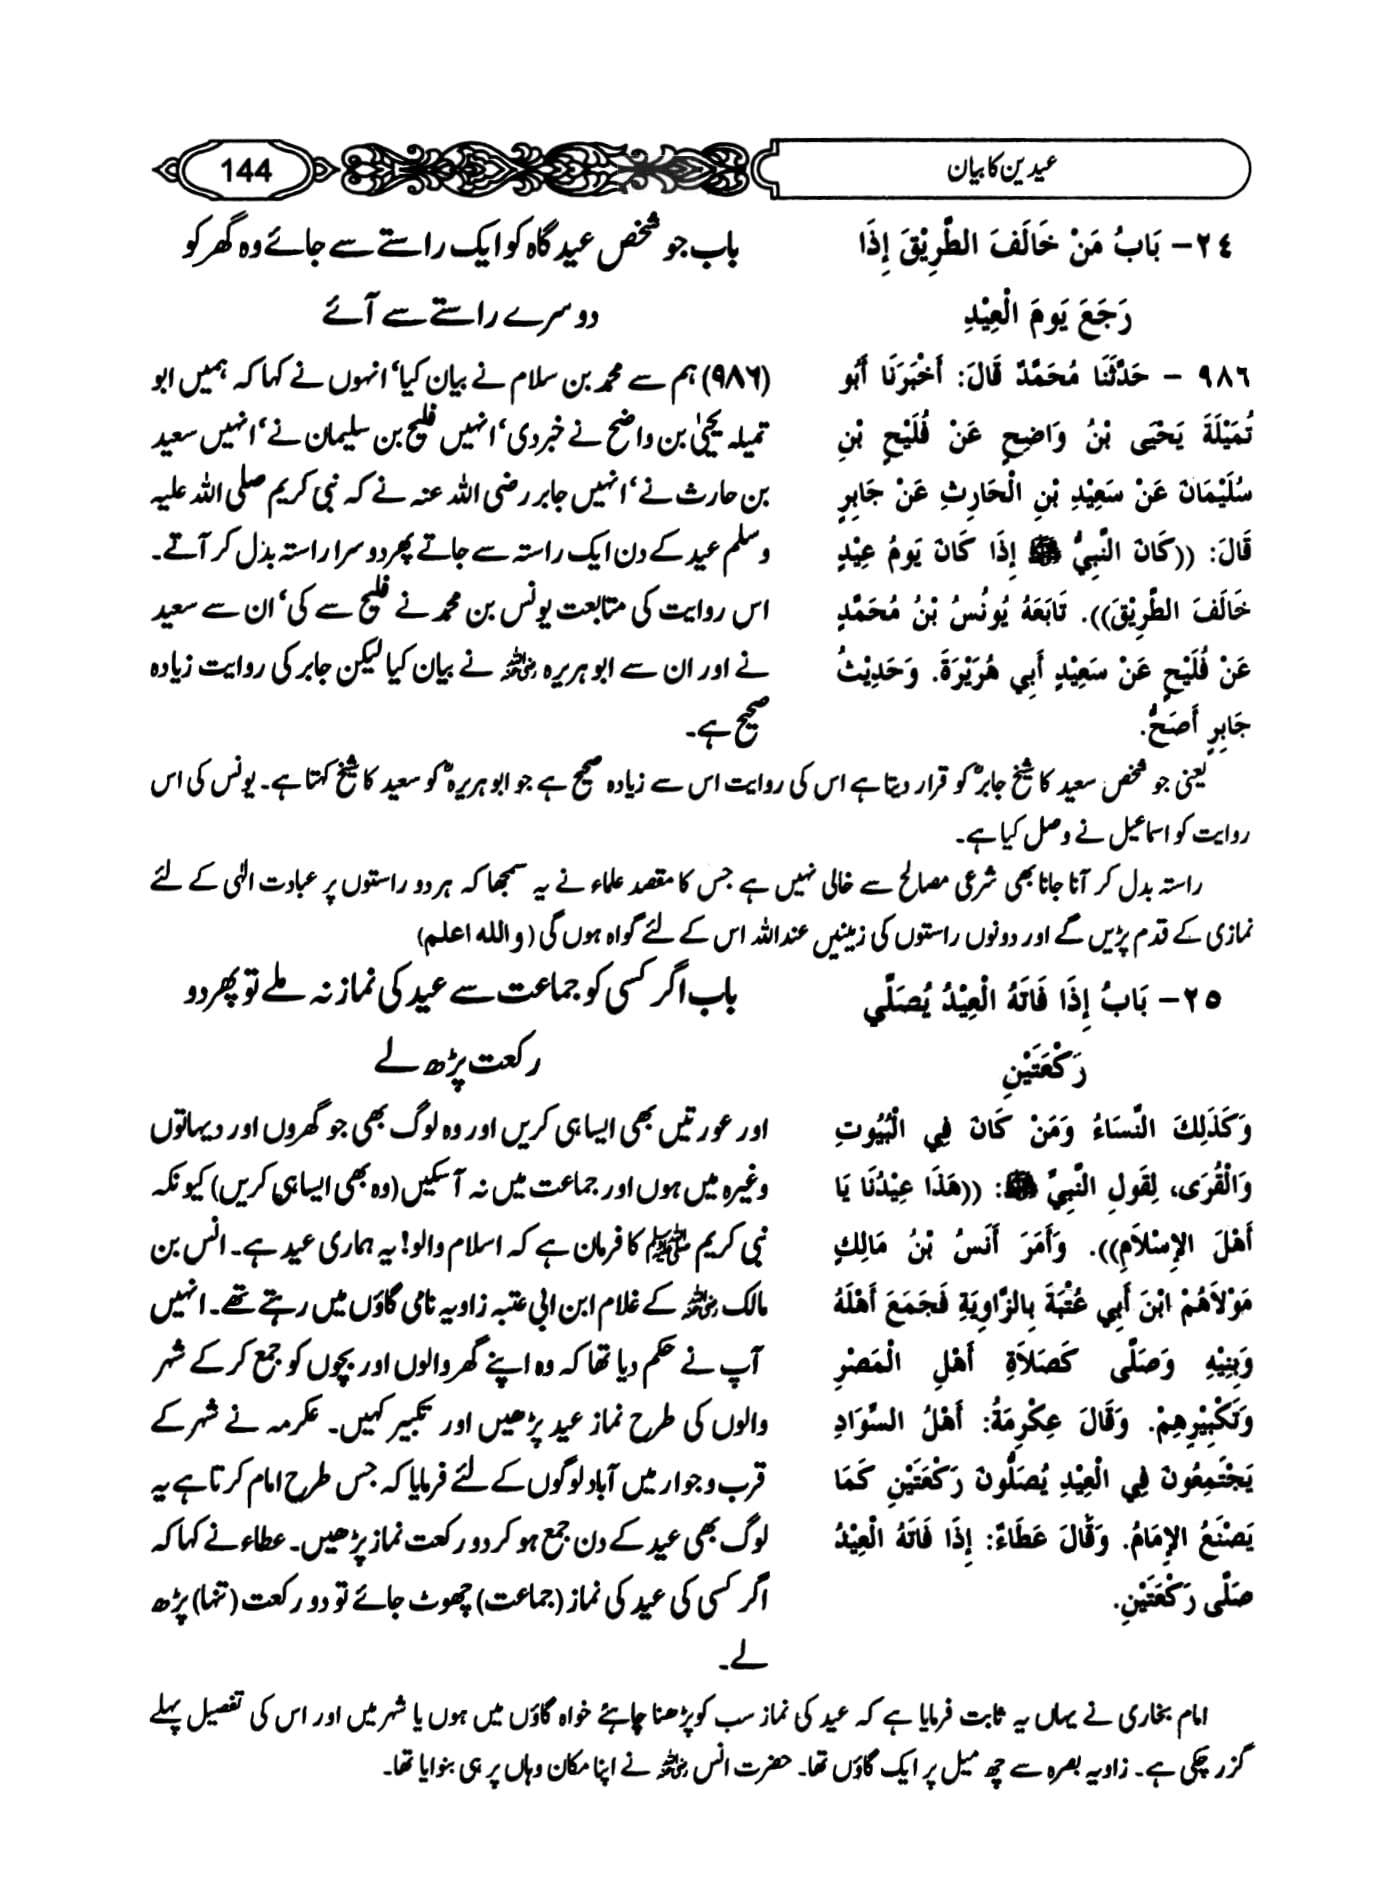 عیدین کا بیان
144
٢٤- بَابُ مَنْ خَالَفَ الطَّرِيْقَ إِذَا
رَجَعَ يَومَ الْعِيْدِ
٩٨٦ - حَدَّثَنَا مُحَمَّدٌ قَالَ: أَخْبَرَنَا أَبُو
تُمَيْلَةَ يَحْيَى بْنُ وَاضِحٍ عَنْ فُلَيْحِ بْنِ
سُلَيْمَانَ عَنْ سَعِيْدِ بْنِ الْحَارِثِ عَنْ جَابِرٍ
قَالَ: ((كَانَ النَّبِيُّ ﷺ إِذَا كَانَ يَومُ عِيْدٍ
خَالَفَ الطَّرِيْقَ)). تَابَعَهُ يُونُسُ بْنُ مُحَمَّدٍ
عَنْ فُلَيْحٍ عَنْ سَعِيْدٍ أَبِي هُرَيْرَةَ. وَحَدِيْثُ
جَابِرٍ أَصَحُّ.
باب جو شخص عیدگاہ کو ایک راستے سے جائے وہ گھر کو
دوسرے راستے سے آئے
(۹۸۶) ہم سے محمد بن سلام نے بیان کیا‘ انہوں نے کہا کہ ہمیں ابو
تمیلہ یحییٰ بن واضح نے خبر دی‘ انہیں فلیح بن سلیمان نے‘ انہیں سعید
بن حارث نے‘ انہیں جابر رضی اللہ عنہ نے کہ نبی کریم صلی اللہ علیہ
وسلم عید کے دن ایک راستہ سے جاتے پھر دوسرا راستہ بدل کر آتے۔
اس روایت کی متابعت یونس بن محمد نے فلیح سے کی‘ ان سے سعید
نے اور ان سے ابو ہریرہ رضی اللہ عنہ نے بیان کیا لیکن جابر کی روایت زیادہ
صحیح ہے۔
یعنی جو شخص سعید کا شیخ جابرؓ کو قرار دیتا ہے اس کی روایت اس سے زیادہ صحیح ہے جو ابو ہریرہؓ کو سعید کا شیخ کہتا ہے۔ یونس کی اس
روایت کو اسماعیل نے وصل کیا ہے۔
راستہ بدل کر آنا جانا بھی شرعی مصالح سے خالی نہیں ہے جس کا مقصد علماء نے یہ سمجھا کہ ہر دو راستوں پر عبادت الٰہی کے لئے
نمازی کے قدم پڑیں گے اور دونوں راستوں کی زمینیں عنداللہ اس کے لئے گواہ ہوں گی (واللہ اعلم)
٢٥- بَابُ إِذَا فَاتَهُ الْعِيْدُ يُصَلِّي
رَكْعَتَيْنِ
وَكَذَلِكَ النِّسَاءُ وَمَنْ كَانَ فِي الْبُيُوتِ
وَالْقُرَى، لِقَولِ النَّبِيِّ ﷺ: ((هَذَا عِيْدُنَا يَا
أَهْلَ الإِسْلاَمِ)). وَأَمَرَ أَنَسُ بْنُ مَالِكٍ
مَوْلاَهُمْ ابْنَ أَبِي عُتْبَةَ بِالزَّاوِيَةِ فَجَمَعَ أَهْلَهُ
وَبَنِيْهِ وَصَلَّى كَصَلاَةِ أَهْلِ الْمَصْرِ
وَتَكْبِيْرِهِمْ. وَقَالَ عِكْرِمَةُ: أَهْلُ السَّوَادِ
يَجْتَمِعُونَ فِي الْعِيْدِ يُصَلُّونَ رَكْعَتَيْنِ كَمَا
يَصْنَعُ الإِمَامُ. وَقَالَ عَطَاءٌ: إِذَا فَاتَهُ الْعِيْدُ
صَلَّى رَكْعَتَيْنِ.
باب اگر کسی کو جماعت سے عید کی نماز نہ ملے تو پھر دو
رکعت پڑھ لے
اور عورتیں بھی ایسا ہی کریں اور وہ لوگ بھی جو گھروں اور دیہاتوں
وغیرہ میں ہوں اور جماعت میں نہ آسکیں (وہ بھی ایسا ہی کریں) کیونکہ
نبی کریم ﷺ کا فرمان ہے کہ اسلام والو! یہ ہماری عید ہے۔ انس بن
مالک رضی اللہ عنہ کے غلام ابن ابی عتبہ زاویہ نامی گاؤں میں رہتے تھے۔ انہیں
آپ نے حکم دیا تھا کہ وہ اپنے گھر والوں اور بچوں کو جمع کر کے شہر
والوں کی طرح نماز عید پڑھیں اور تکبیر کہیں۔ عکرمہ نے شہر کے
قرب و جوار میں آباد لوگوں کے لئے فرمایا کہ جس طرح امام کرتا ہے یہ
لوگ بھی عید کے دن جمع ہو کر دو رکعت نماز پڑھیں۔ عطاء نے کہا کہ
اگر کسی کی عید کی نماز (جماعت) چھوٹ جائے تو دو رکعت (تنہا) پڑھ
لے۔
امام بخاری نے یہاں یہ ثابت فرمایا ہے کہ عید کی نماز سب کو پڑھنا چاہئے خواہ گاؤں میں ہوں یا شہر میں اور اس کی تفصیل پہلے
گزر چکی ہے۔ زاویہ بصرہ سے چھ میل پر ایک گاؤں تھا۔ حضرت انس رضی اللہ عنہ نے اپنا مکان وہاں پر ہی بنوایا تھا۔